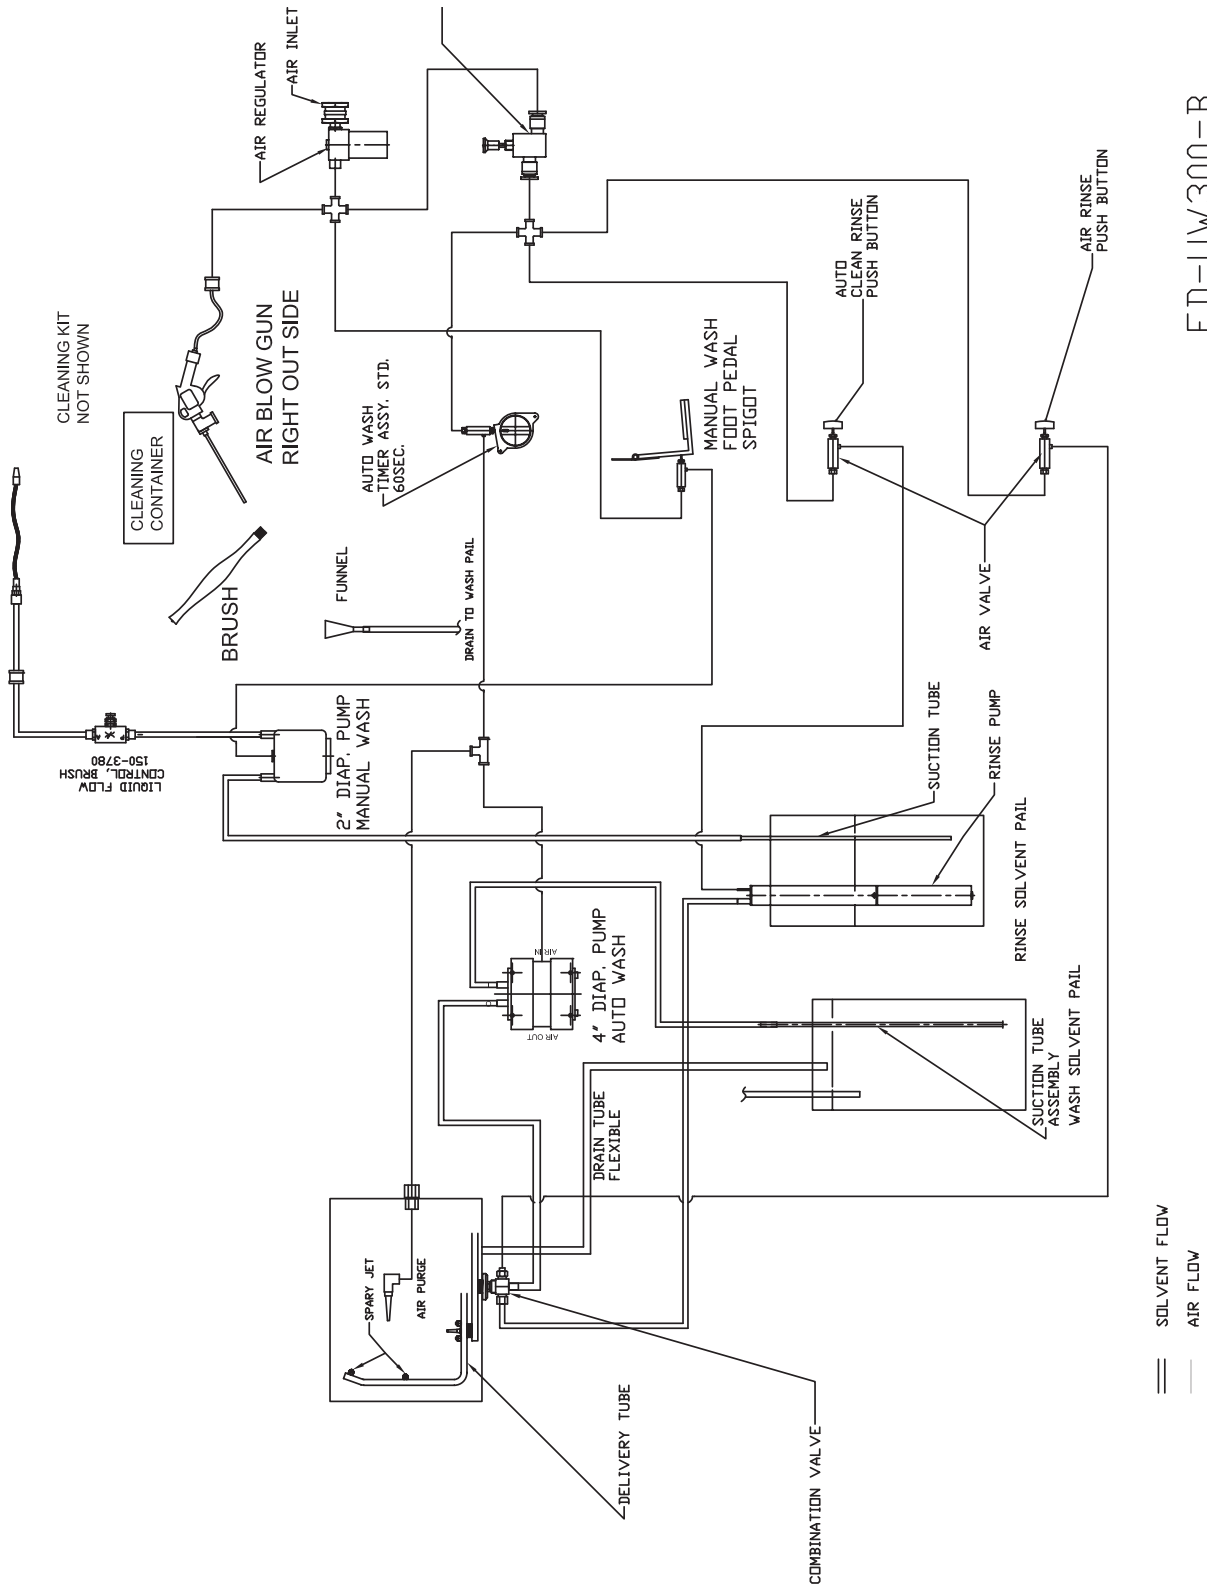 CLEANING KIT
NOT SHOWN
AIR REGULATOR
AIR INLET
CLEANING
CONTAINER
AIR BLOW GUN
RIGHT OUT SIDE
BRUSH
FUNNEL
DRAIN TO WASH PAIL
AUTO WASH
TIMER ASSY, STD.
60SEC.
MANUAL WASH
FOOT PEDAL
SPIGOT
AUTO
CLEAN RINSE
PUSH BUTTON
AIR RINSE
PUSH BUTTON
AIR VALVE
LIQUID FLOW
CONTROL, BRUSH
150-3780
2" DIAP. PUMP
MANUAL WASH
SUCTION TUBE
RINSE PUMP
RINSE SOLVENT PAIL
4" DIAP. PUMP
AUTO WASH
AIR IN
AIR OUT
SUCTION TUBE
ASSEMBLY
WASH SOLVENT PAIL
DRAIN TUBE
FLEXIBLE
SPARY JET
AIR PURGE
DELIVERY TUBE
COMBINATION VALVE
SOLVENT FLOW
AIR FLOW